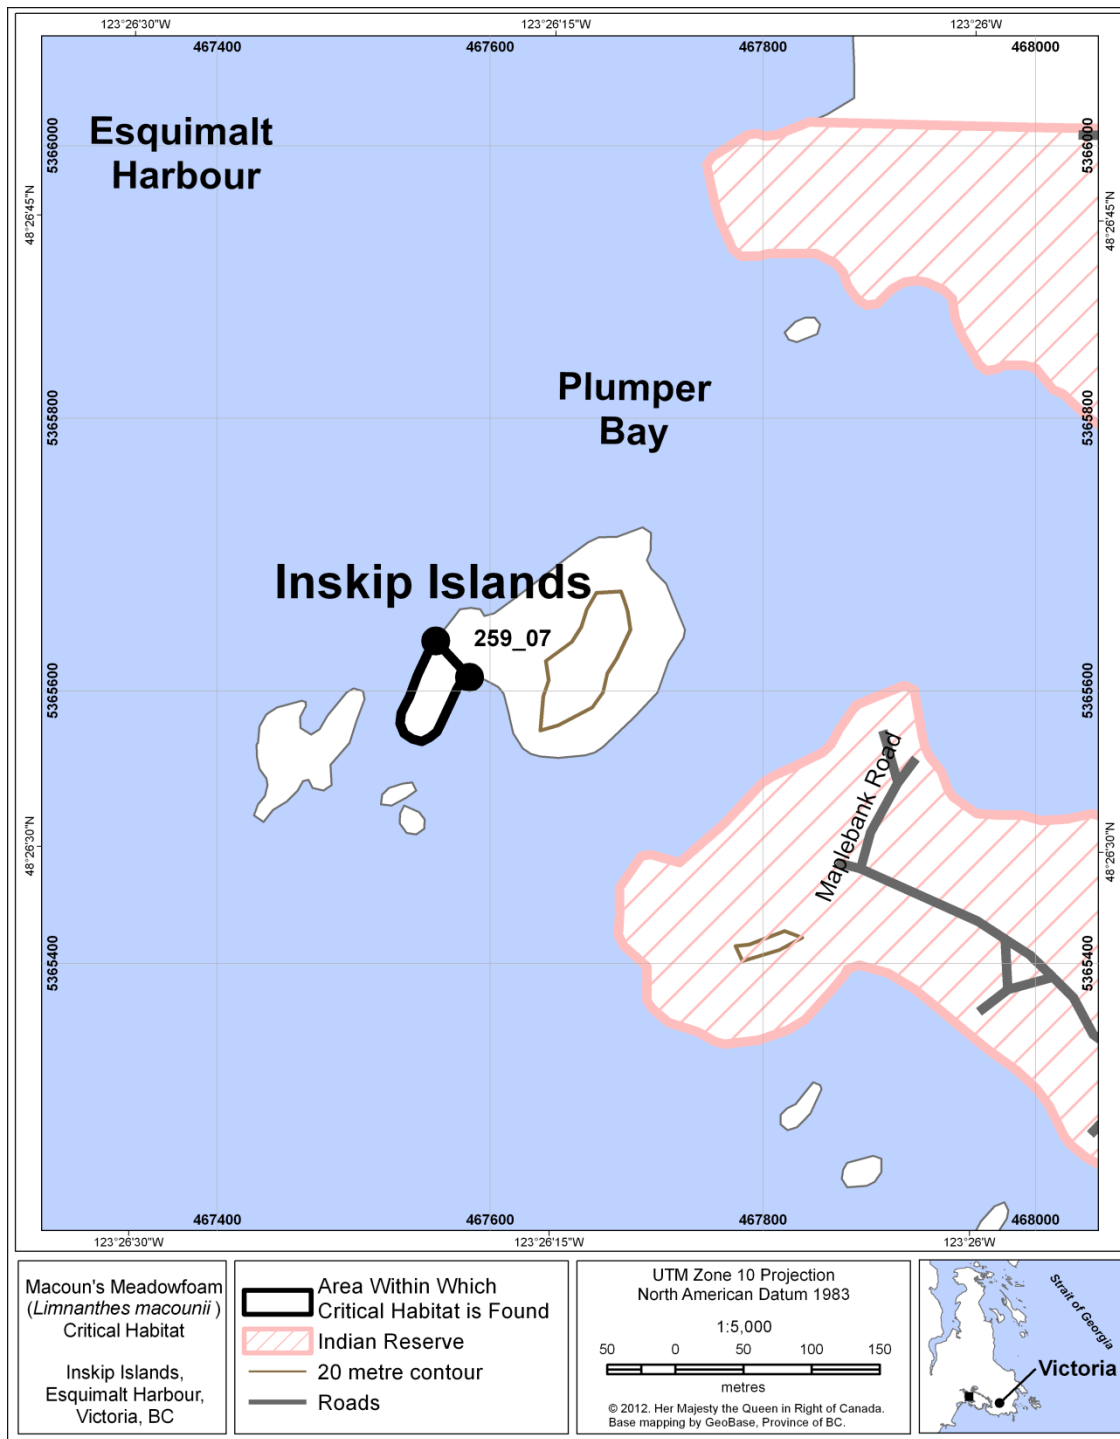 123°26'30"W
123°26'15"W
123°26'W
467400
467600
467800
468000
Esquimalt
Harbour
5366000
5366000
48°26'45"N
48°26'45"N
Plumper
Bay
5365800
5365800
Inskip Islands
259_07
5365600
5365600
Maplebank Road
48°26'30"N
48°26'30"N
5365400
5365400
467400
467600
467800
468000
123°26'30"W
123°26'15"W
123°26'W
Macoun's Meadowfoam
(Limnanthes macounii)
Critical Habitat
Inskip Islands,
Esquimalt Harbour,
Victoria, BC
Area Within Which
Critical Habitat is Found
Indian Reserve
20 metre contour
Roads
UTM Zone 10 Projection
North American Datum 1983
1:5,000
50 0 50 100 150
metres
© 2012. Her Majesty the Queen in Right of Canada.
Base mapping by GeoBase, Province of BC.
Strait of Georgia
Victoria